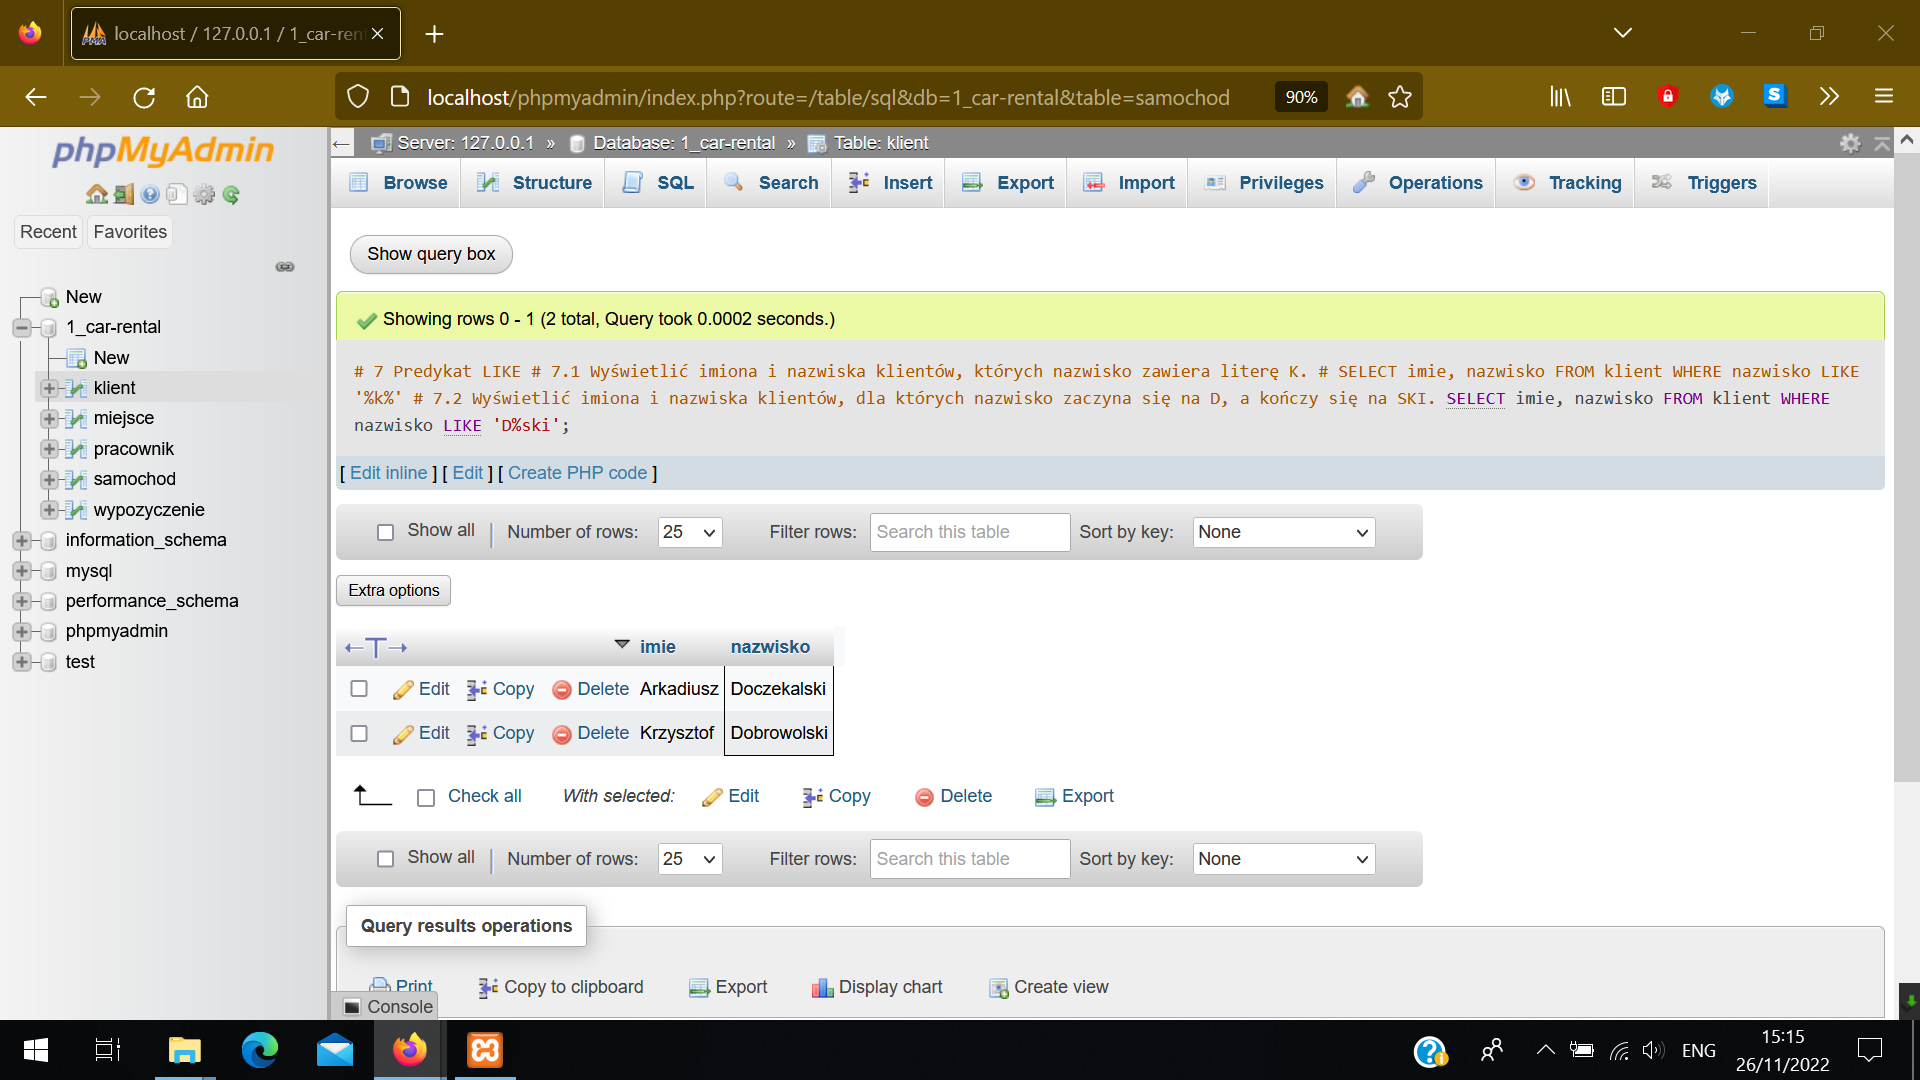 localhost / 127.0.0.1 / 1_car-ren
localhost/phpmyadmin/index.php?route=/table/sql&db=1_car-rental&table=samochod
90%
phpMyAdmin
Recent
Favorites
New
1_car-rental
New
klient
miejsce
pracownik
samochod
wypozyczenie
information_schema
mysql
performance_schema
phpmyadmin
test
Server: 127.0.0.1 » Database: 1_car-rental » Table: klient
Browse Structure SQL Search Insert Export Import Privileges Operations Tracking Triggers
Show query box
Showing rows 0 - 1 (2 total, Query took 0.0002 seconds.)
# 7 Predykat LIKE # 7.1 Wyświetlić imiona i nazwiska klientów, których nazwisko zawiera literę K. # SELECT imie, nazwisko FROM klient WHERE nazwisko LIKE
'%k%' # 7.2 Wyświetlić imiona i nazwiska klientów, dla których nazwisko zaczyna się na D, a kończy się na SKI. SELECT imie, nazwisko FROM klient WHERE
nazwisko LIKE 'D%ski';
[ Edit inline ] [ Edit ] [ Create PHP code ]
Show all | Number of rows: 25 Filter rows: Search this table Sort by key: None
Extra options
←T→ imie nazwisko
Edit Copy Delete Arkadiusz Doczekalski
Edit Copy Delete Krzysztof Dobrowolski
Check all With selected: Edit Copy Delete Export
Show all | Number of rows: 25 Filter rows: Search this table Sort by key: None
Query results operations
Print Copy to clipboard Export Display chart Create view
Console
ENG
15:15
26/11/2022